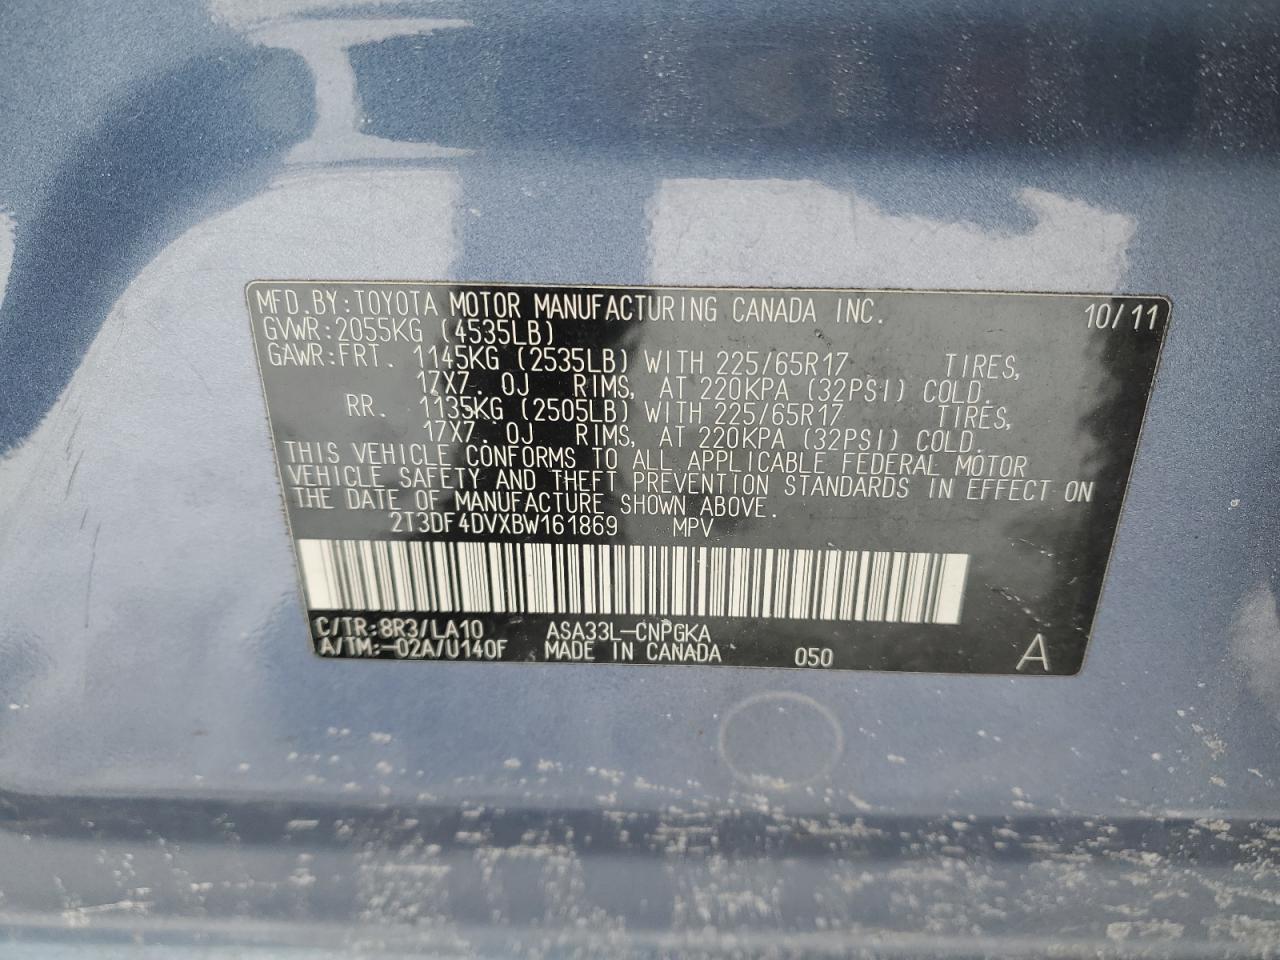 MFD.BY:TOYOTA MOTOR MANUFACTURING CANADA INC. 10/11
GVWR:2055KG (4535LB)
GAWR:FRT. 1145KG (2535LB) WITH 225/65R17 TIRES,
17X7.0J RIMS, AT 220KPA (32PSI) COLD.
RR. 1135KG (2505LB) WITH 225/65R17 TIRES,
17X7.0J RIMS, AT 220KPA (32PSI) COLD.
THIS VEHICLE CONFORMS TO ALL APPLICABLE FEDERAL MOTOR
VEHICLE SAFETY AND THEFT PREVENTION STANDARDS IN EFFECT ON
THE DATE OF MANUFACTURE SHOWN ABOVE.
2T3DF4DVXBW161869 MPV
C/TR:8R3/LA10 ASA33L-CNPGKA
A/TM:-02A/U140F MADE IN CANADA 050 A